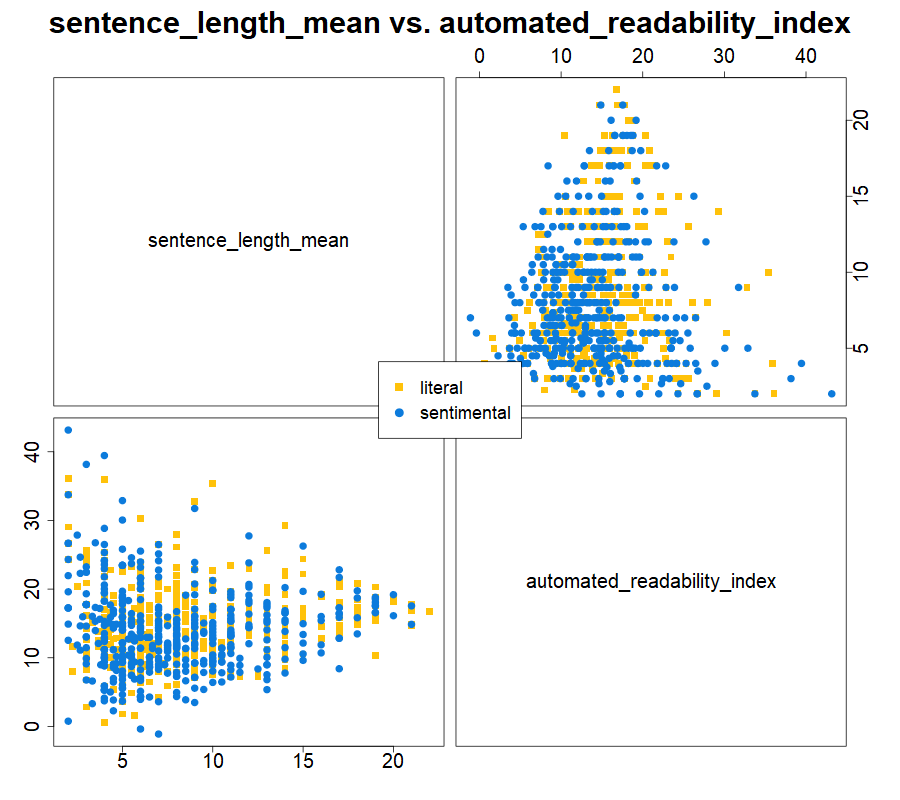 sentence_length_mean vs. automated_readability_index
0 10 20 30 40
sentence_length_mean
20
15
10
5
literal
sentimental
40
30
20
10
0
automated_readability_index
5 10 15 20